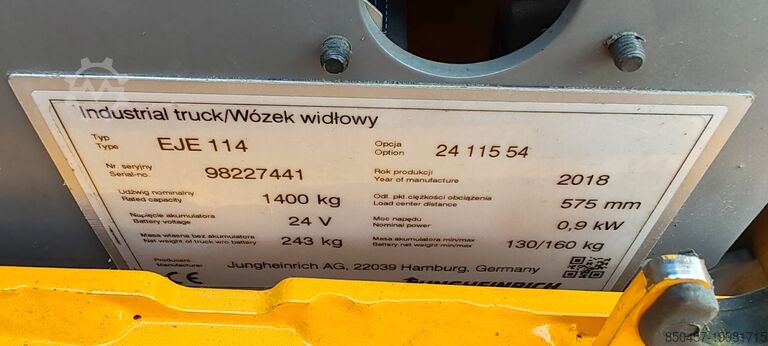 Industrial truck/Wózek widłowy
Typ
Type EJE 114
Opcja
Option 24 115 54
Nr. seryjny
Serial-no. 98227441
Rok produkcji
Year of manufacture 2018
Udźwig nominalny
Rated capacity 1400 kg
Odl. pkt ciężkości obciążenia
Load center distance 575 mm
Napięcie akumulatora
Battery voltage 24 V
Moc napędu
Nominal power 0,9 kW
Masa własna bez akumulatora
Net weight of truck w/o battery 243 kg
Masa akumulatora min/max
Battery net weight min/max 130/160 kg
Producent
Manufacturer Jungheinrich AG, 22039 Hamburg, Germany
CE JUNGHEINRICH
850457-19991715